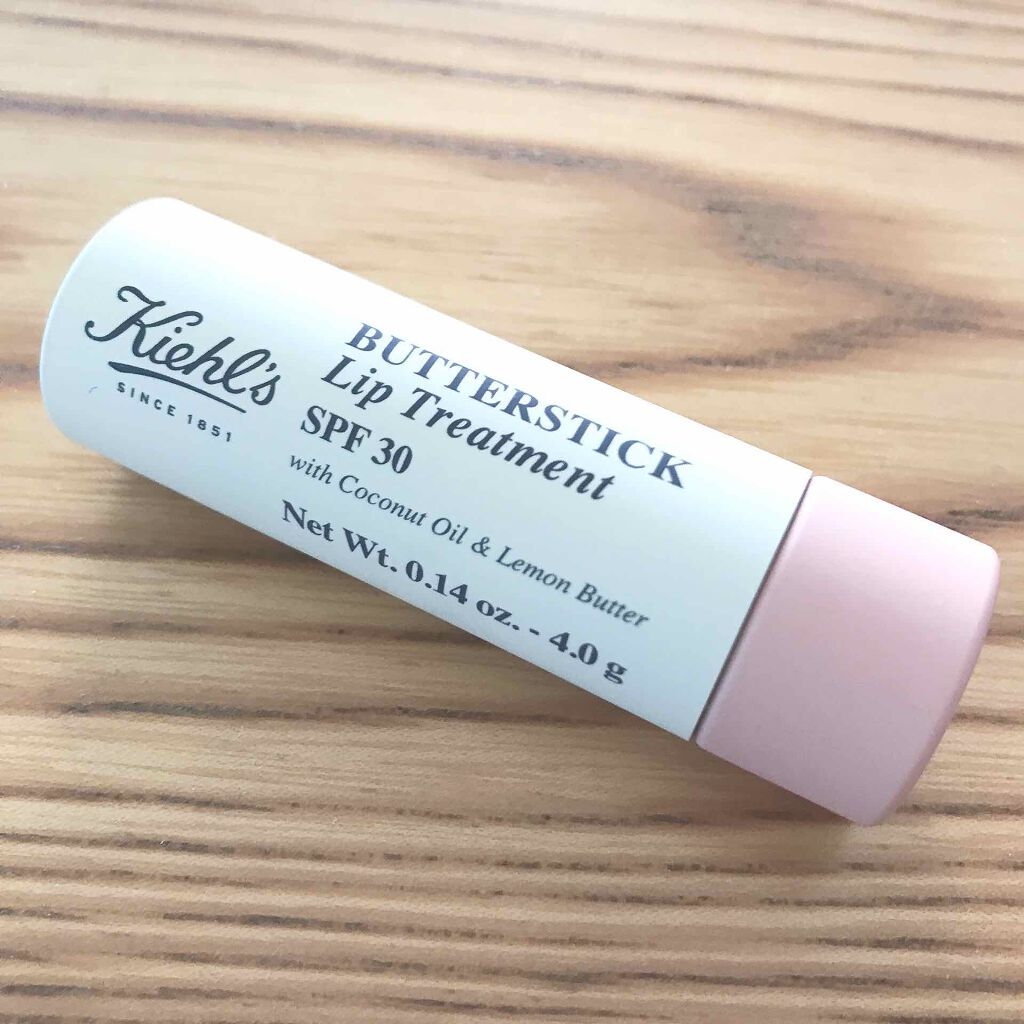 Kiehl's
SINCE 1851
BUTTERSTICK
Lip Treatment
SPF 30
with Coconut Oil & Lemon Butter
Net Wt. 0.14 oz. - 4.0 g